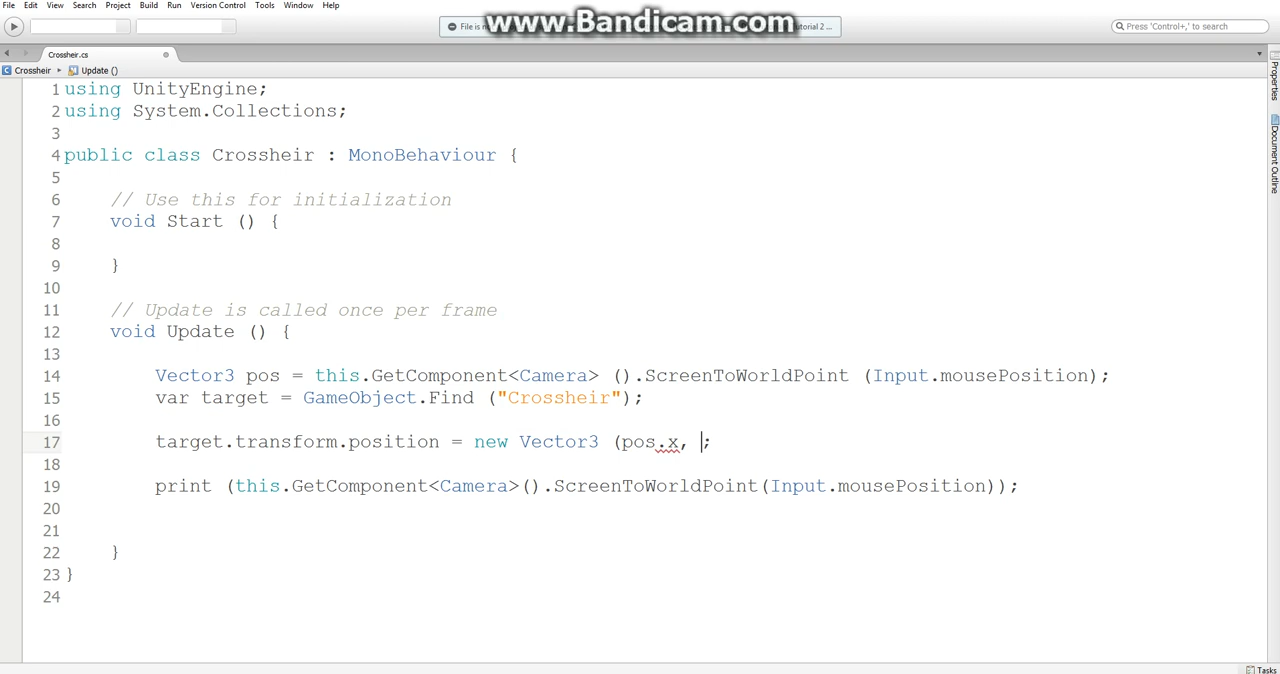 File Edit View Search Project Build Run Version Control Tools Window Help
www.Bandicam.com
File is n
utorial 2 ...
Press 'Control+,' to search
Crossheir.cs
Crossheir Update ()
1 using UnityEngine;
2 using System.Collections;
3
4 public class Crossheir : MonoBehaviour {
5
6 // Use this for initialization
7 void Start () {
8
9 }
10
11 // Update is called once per frame
12 void Update () {
13
14 Vector3 pos = this.GetComponent<Camera> ().ScreenToWorldPoint (Input.mousePosition);
15 var target = GameObject.Find ("Crossheir");
16
17 target.transform.position = new Vector3 (pos.x, ;
18
19 print (this.GetComponent<Camera>().ScreenToWorldPoint(Input.mousePosition));
20
21
22 }
23 }
24
Properties
Document Outline
Tasks